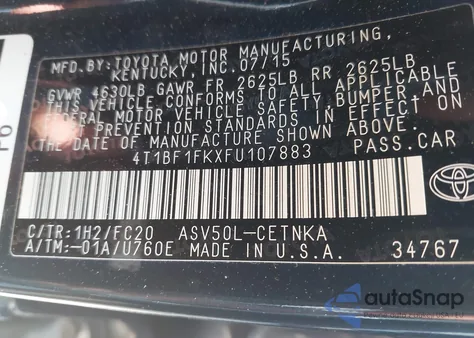 MFD.BY:TOYOTA MOTOR MANUFACTURING,
KENTUCKY, INC. 07/15
GVWR 4630LB GAWR FR 2625LB RR 2625LB
THIS VEHICLE CONFORMS TO ALL APPLICABLE
FEDERAL MOTOR VEHICLE SAFETY, BUMPER, AND
THEFT PREVENTION STANDARDS IN EFFECT ON
THE DATE OF MANUFACTURE SHOWN ABOVE.
4T1BF1FKXFU107883 PASS.CAR
C/TR:1H2/FC20 ASV50L-CETNKA
A/TM:-01A/U760E MADE IN U.S.A. 34767
TOYOTA
autoSnap